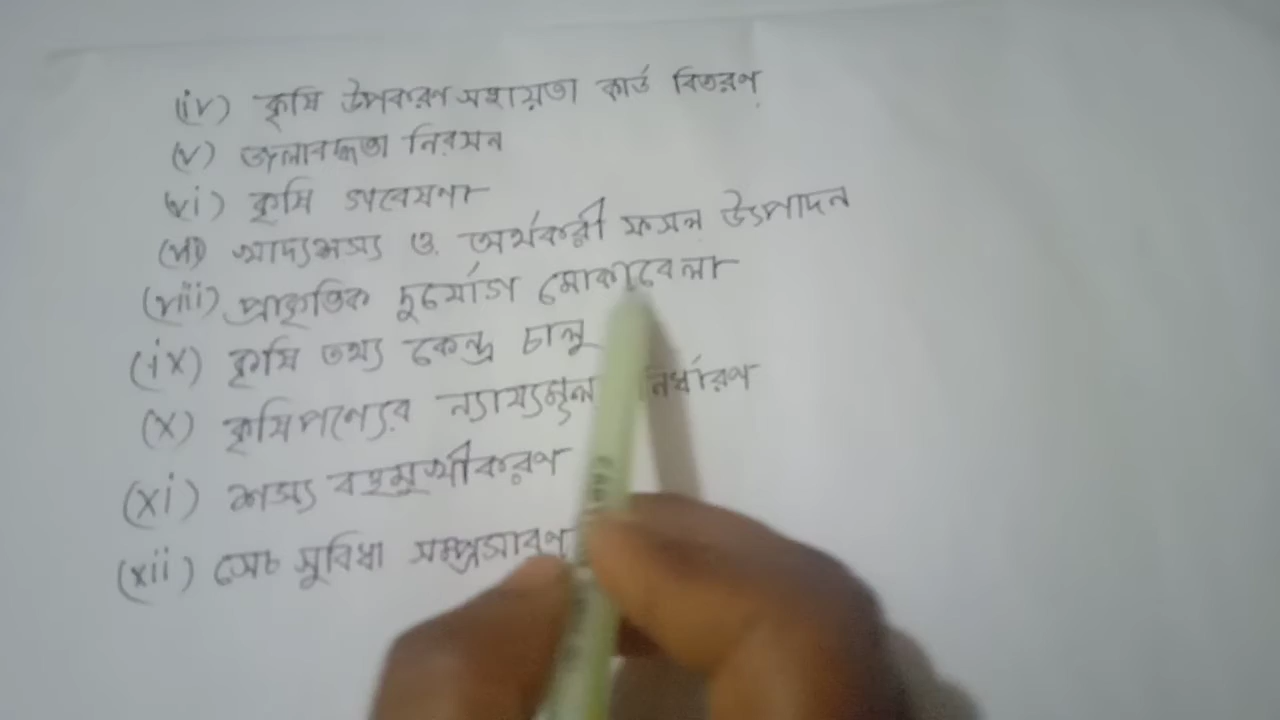 (iv) কৃষি উপকরণ সহায়তা কার্ড বিতরণ
(v) জলাবদ্ধতা নিরসন
(vi) কৃষি গবেষণা
(vii) খাদ্যশস্য ও অর্থকরী ফসল উৎপাদন
(viii) প্রাকৃতিক দুর্যোগ মোকাবেলা
(ix) কৃষি তথ্য কেন্দ্র চালু
(x) কৃষিপণ্যের ন্যায্যমূল্য নির্ধারণ
(xi) শস্য বহুমুখীকরণ
(xii) সেচ সুবিধা সম্প্রসারণ